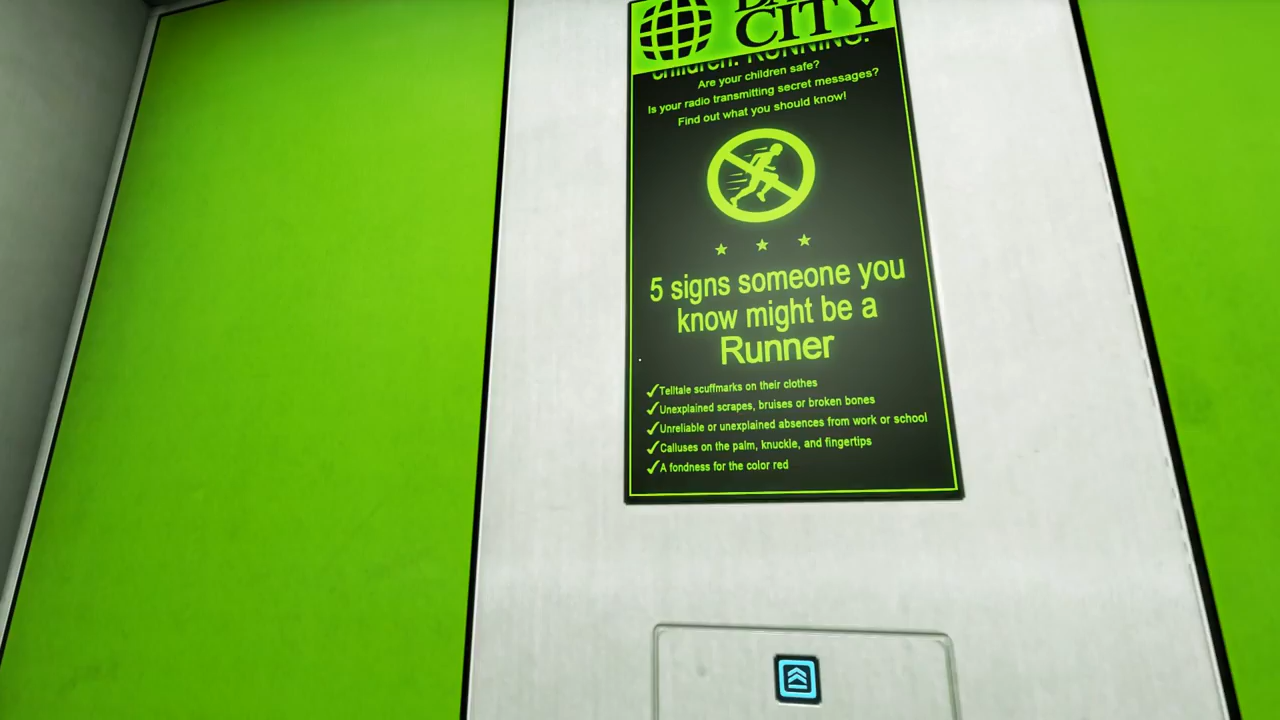 CITY
children. RUNNING.
Are your children safe?
Is your radio transmitting secret messages?
Find out what you should know!
5 signs someone you
know might be a
Runner
✓Telltale scuffmarks on their clothes
✓Unexplained scrapes, bruises or broken bones
✓Unreliable or unexplained absences from work or school
✓Calluses on the palm, knuckle, and fingertips
✓A fondness for the color red